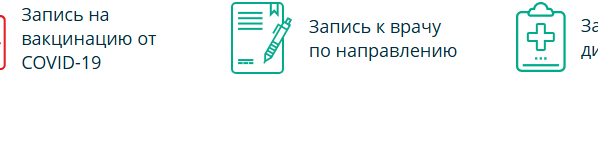 Запись на
вакцинацию от
COVID-19
Запись к врачу
по направлению